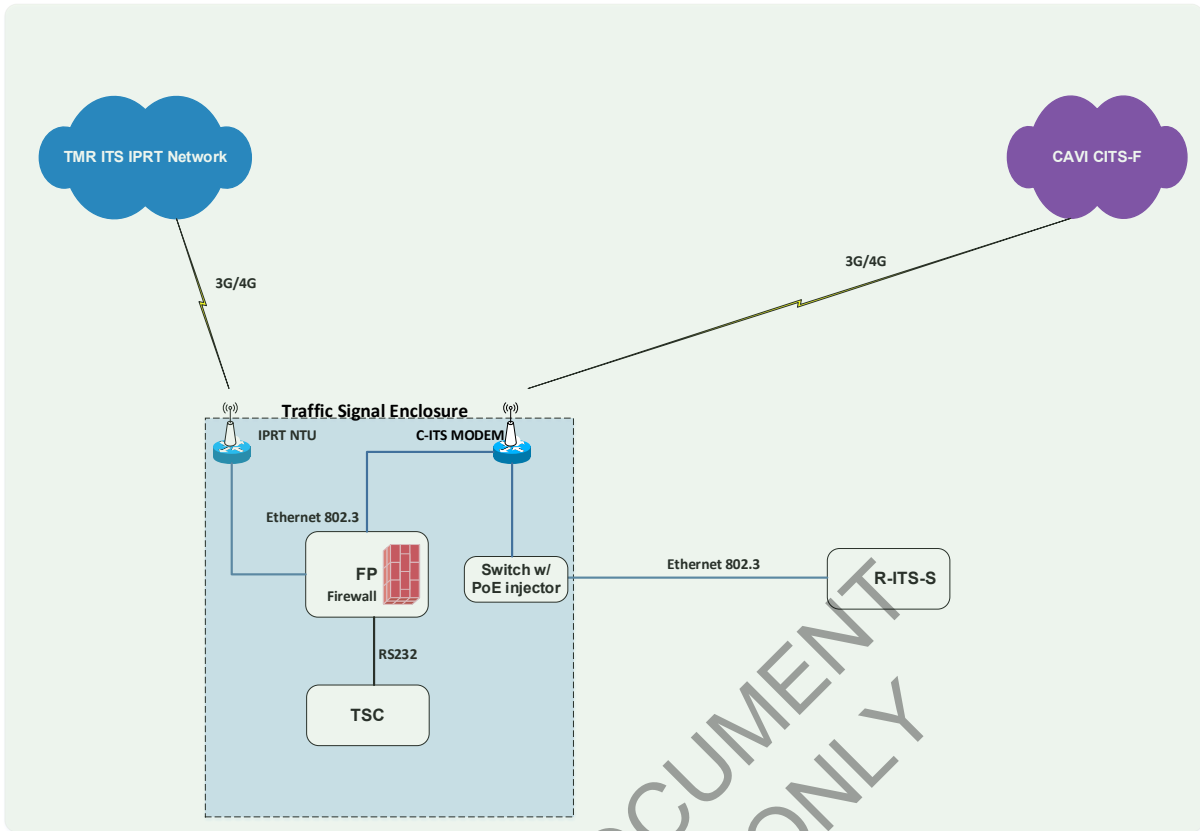 TMR ITS IPRT Network
CAVI CITS-F
3G/4G
3G/4G
Traffic Signal Enclosure
IPRT NTU
C-ITS MODEM
Ethernet 802.3
FP
Firewall
Switch w/
PoE injector
Ethernet 802.3
R-ITS-S
RS232
TSC
CUMENT
ONLY